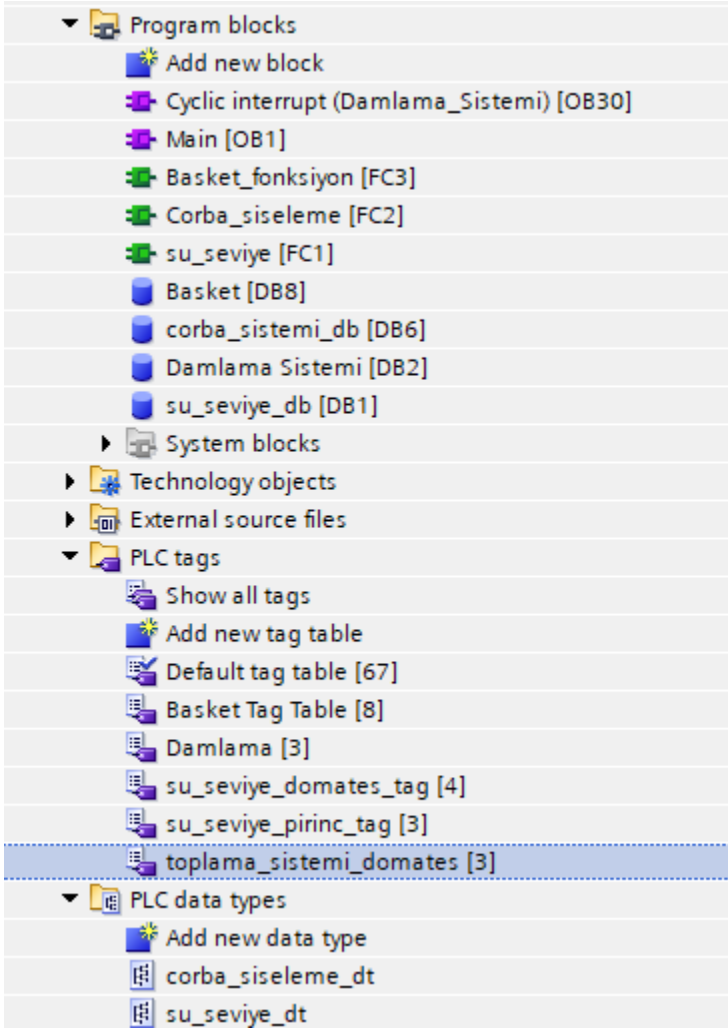 Program blocks
Add new block
Cyclic interrupt (Damlama_Sistemi) [OB30]
Main [OB1]
Basket_fonksiyon [FC3]
Corba_siseleme [FC2]
su_seviye [FC1]
Basket [DB8]
corba_sistemi_db [DB6]
Damlama Sistemi [DB2]
su_seviye_db [DB1]
System blocks
Technology objects
External source files
PLC tags
Show all tags
Add new tag table
Default tag table [67]
Basket Tag Table [8]
Damlama [3]
su_seviye_domates_tag [4]
su_seviye_pirinc_tag [3]
toplama_sistemi_domates [3]
PLC data types
Add new data type
corba_siseleme_dt
su_seviye_dt